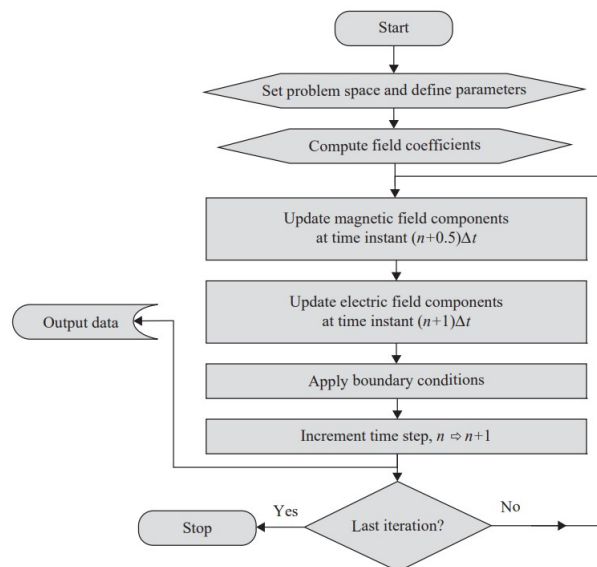 Start
Set problem space and define parameters
Compute field coefficients
Update magnetic field components
at time instant (n+0.5)Δt
Update electric field components
at time instant (n+1)Δt
Output data
Apply boundary conditions
Increment time step, n ⇨ n+1
Yes
No
Stop
Last iteration?